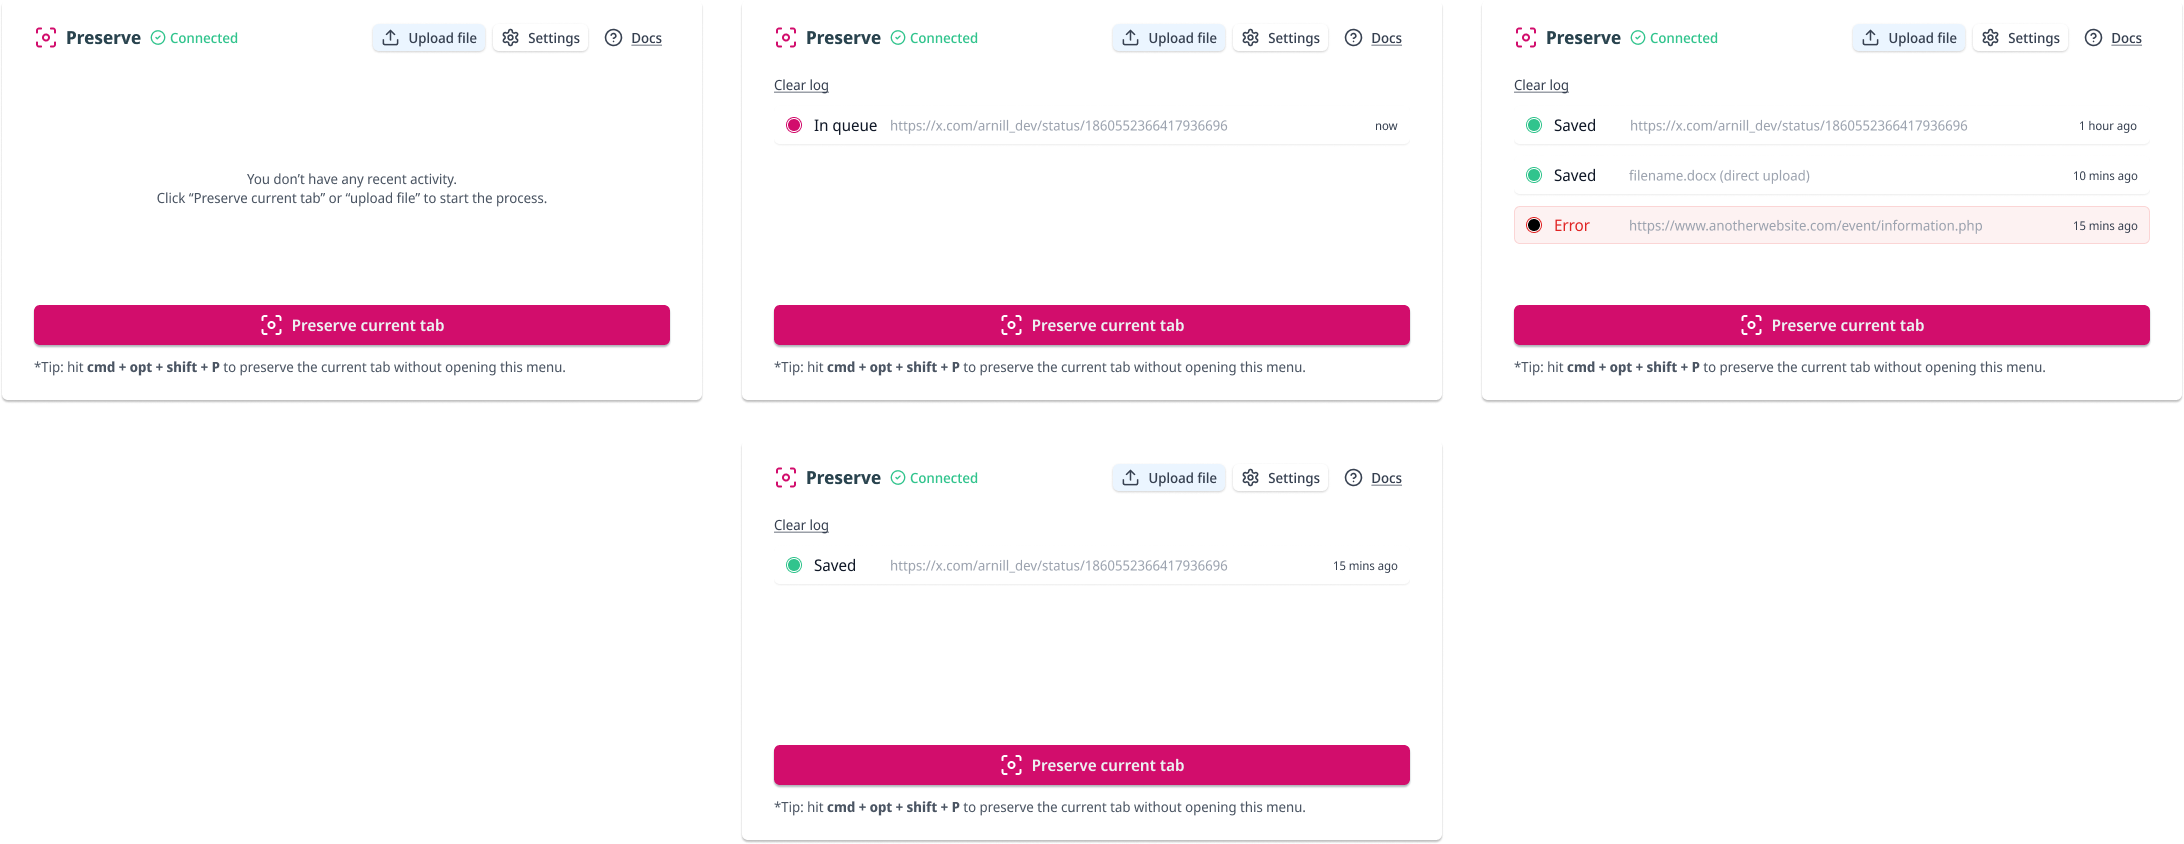 Preserve Connected Upload file Settings Docs
You don't have any recent activity.
Click “Preserve current tab” or “upload file” to start the process.
Preserve current tab
*Tip: hit cmd + opt + shift + P to preserve the current tab without opening this menu.
Preserve Connected Upload file Settings Docs
Clear log
In queue https://x.com/arnill_dev/status/1860552366417936696 now
Preserve current tab
*Tip: hit cmd + opt + shift + P to preserve the current tab without opening this menu.
Preserve Connected Upload file Settings Docs
Clear log
Saved https://x.com/arnill_dev/status/1860552366417936696 1 hour ago
Saved filename.docx (direct upload) 10 mins ago
Error https://www.anotherwebsite.com/event/information.php 15 mins ago
Preserve current tab
*Tip: hit cmd + opt + shift + P to preserve the current tab without opening this menu.
Preserve Connected Upload file Settings Docs
Clear log
Saved https://x.com/arnill_dev/status/1860552366417936696 15 mins ago
Preserve current tab
*Tip: hit cmd + opt + shift + P to preserve the current tab without opening this menu.